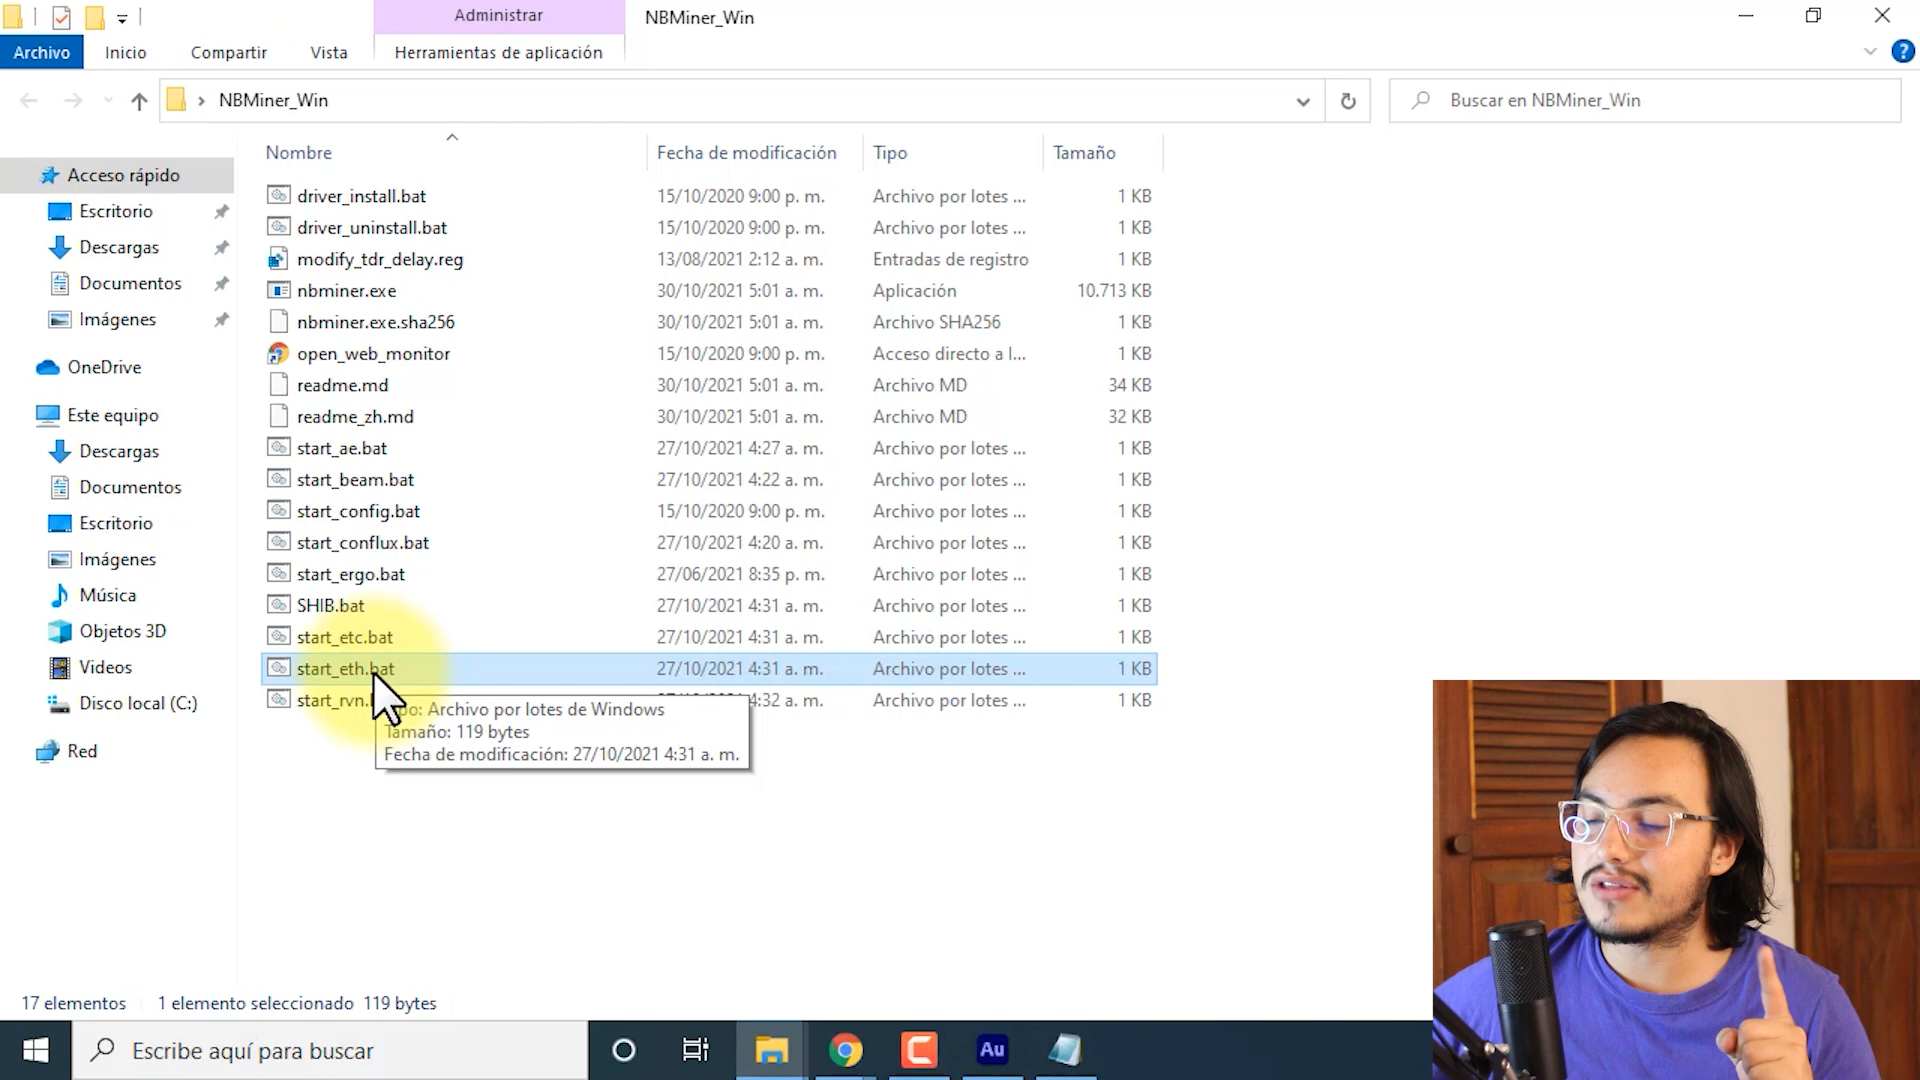 Administrar
NBMiner_Win
Archivo
Inicio
Compartir
Vista
Herramientas de aplicación
NBMiner_Win
Buscar en NBMiner_Win
Nombre
Fecha de modificación
Tipo
Tamaño
Acceso rápido
Escritorio
Descargas
Documentos
Imágenes
OneDrive
Este equipo
Descargas
Documentos
Escritorio
Imágenes
Música
Objetos 3D
Videos
Disco local (C:)
Red
driver_install.bat 15/10/2020 9:00 p. m. Archivo por lotes ... 1 KB
driver_uninstall.bat 15/10/2020 9:00 p. m. Archivo por lotes ... 1 KB
modify_tdr_delay.reg 13/08/2021 2:12 a. m. Entradas de registro 1 KB
nbminer.exe 30/10/2021 5:01 a. m. Aplicación 10.713 KB
nbminer.exe.sha256 30/10/2021 5:01 a. m. Archivo SHA256 1 KB
open_web_monitor 15/10/2020 9:00 p. m. Acceso directo a l... 1 KB
readme.md 30/10/2021 5:01 a. m. Archivo MD 34 KB
readme_zh.md 30/10/2021 5:01 a. m. Archivo MD 32 KB
start_ae.bat 27/10/2021 4:27 a. m. Archivo por lotes ... 1 KB
start_beam.bat 27/10/2021 4:22 a. m. Archivo por lotes ... 1 KB
start_config.bat 15/10/2020 9:00 p. m. Archivo por lotes ... 1 KB
start_conflux.bat 27/10/2021 4:20 a. m. Archivo por lotes ... 1 KB
start_ergo.bat 27/06/2021 8:35 p. m. Archivo por lotes ... 1 KB
SHIB.bat 27/10/2021 4:31 a. m. Archivo por lotes ... 1 KB
start_etc.bat 27/10/2021 4:31 a. m. Archivo por lotes ... 1 KB
start_eth.bat 27/10/2021 4:31 a. m. Archivo por lotes ... 1 KB
start_rvn. 4:32 a. m. Archivo por lotes ... 1 KB
Archivo por lotes de Windows
Tamaño: 119 bytes
Fecha de modificación: 27/10/2021 4:31 a. m.
17 elementos
1 elemento seleccionado 119 bytes
Escribe aquí para buscar
Au